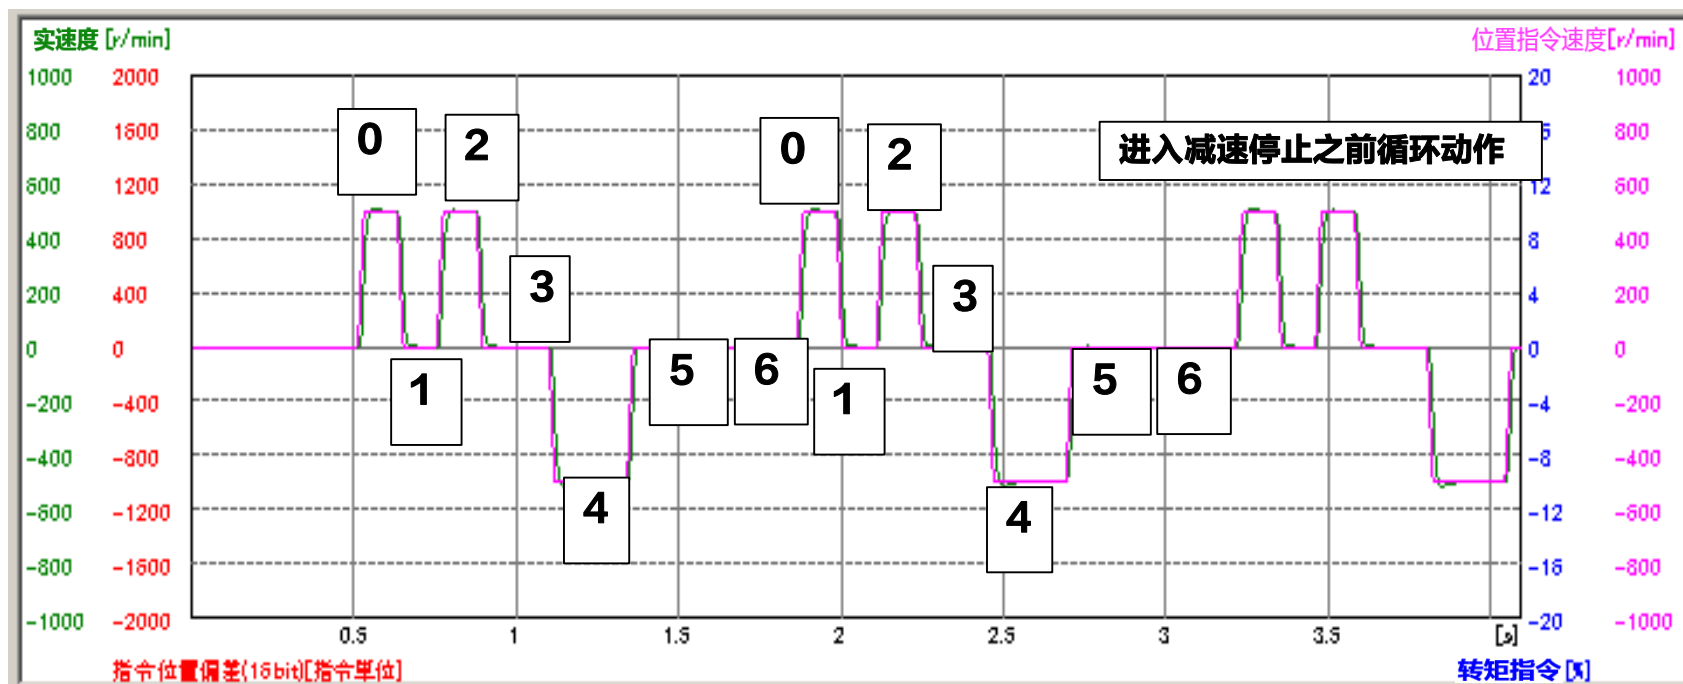 实速度 [r/min]
位置指令速度[r/min]
1000 2000 20 1000
800 1600 800
600 1200 12 600
400 800 8 400
200 400 4 200
0 0 0 0
-200 -400 -4 -200
-400 -800 -8 -400
-600 -1200 -12 -600
-800 -1600 -16 -800
-1000 -2000 -20 -1000
0 2 0 2
进入减速停止之前循环动作
3 3
1 5 6 1 5 6
4 4
0.5 1 1.5 2 2.5 3 3.5 [s]
指令位置偏差(16bit)[指令単位]
转矩指令[%]